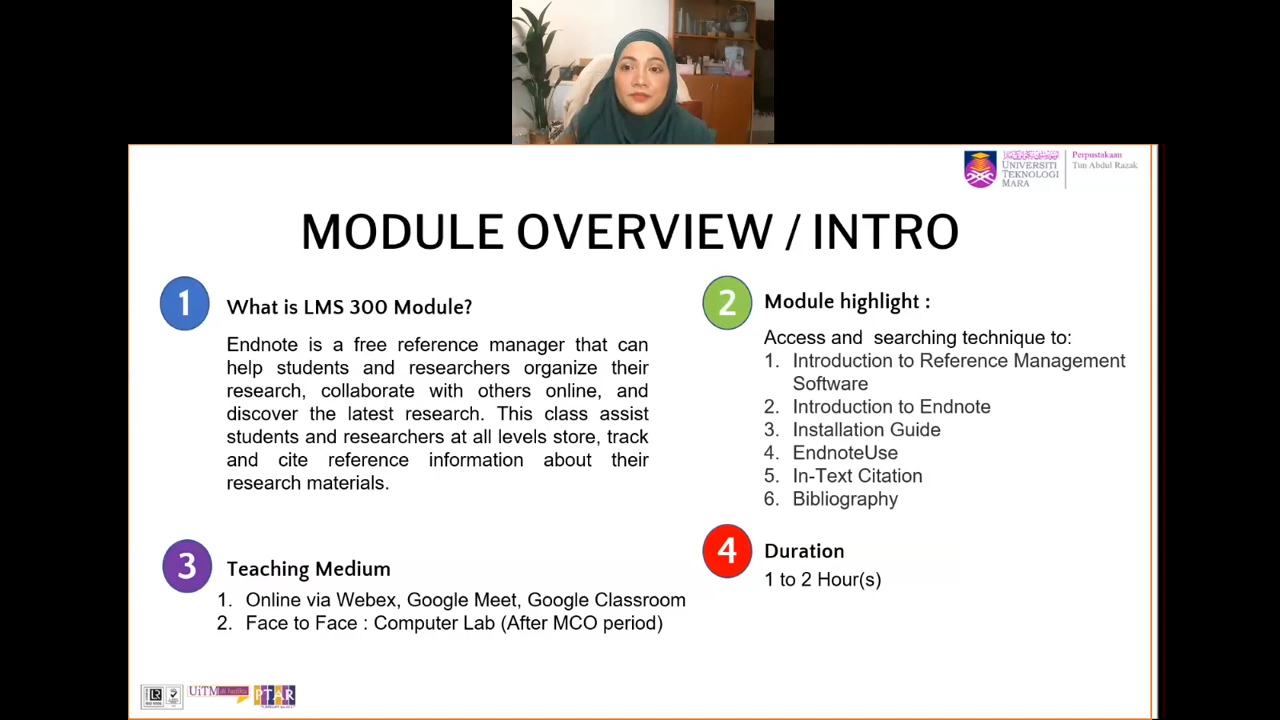 UNIVERSITI
TEKNOLOGI
MARA
Perpustakaan
Tun Abdul Razak
MODULE OVERVIEW / INTRO
1
What is LMS 300 Module?
Endnote is a free reference manager that can
help students and researchers organize their
research, collaborate with others online, and
discover the latest research. This class assist
students and researchers at all levels store, track
and cite reference information about their
research materials.
2
Module highlight :
Access and searching technique to:
1. Introduction to Reference Management
Software
2. Introduction to Endnote
3. Installation Guide
4. EndnoteUse
5. In-Text Citation
6. Bibliography
3
Teaching Medium
1. Online via Webex, Google Meet, Google Classroom
2. Face to Face : Computer Lab (After MCO period)
4
Duration
1 to 2 Hour(s)
UiTM
PTAR